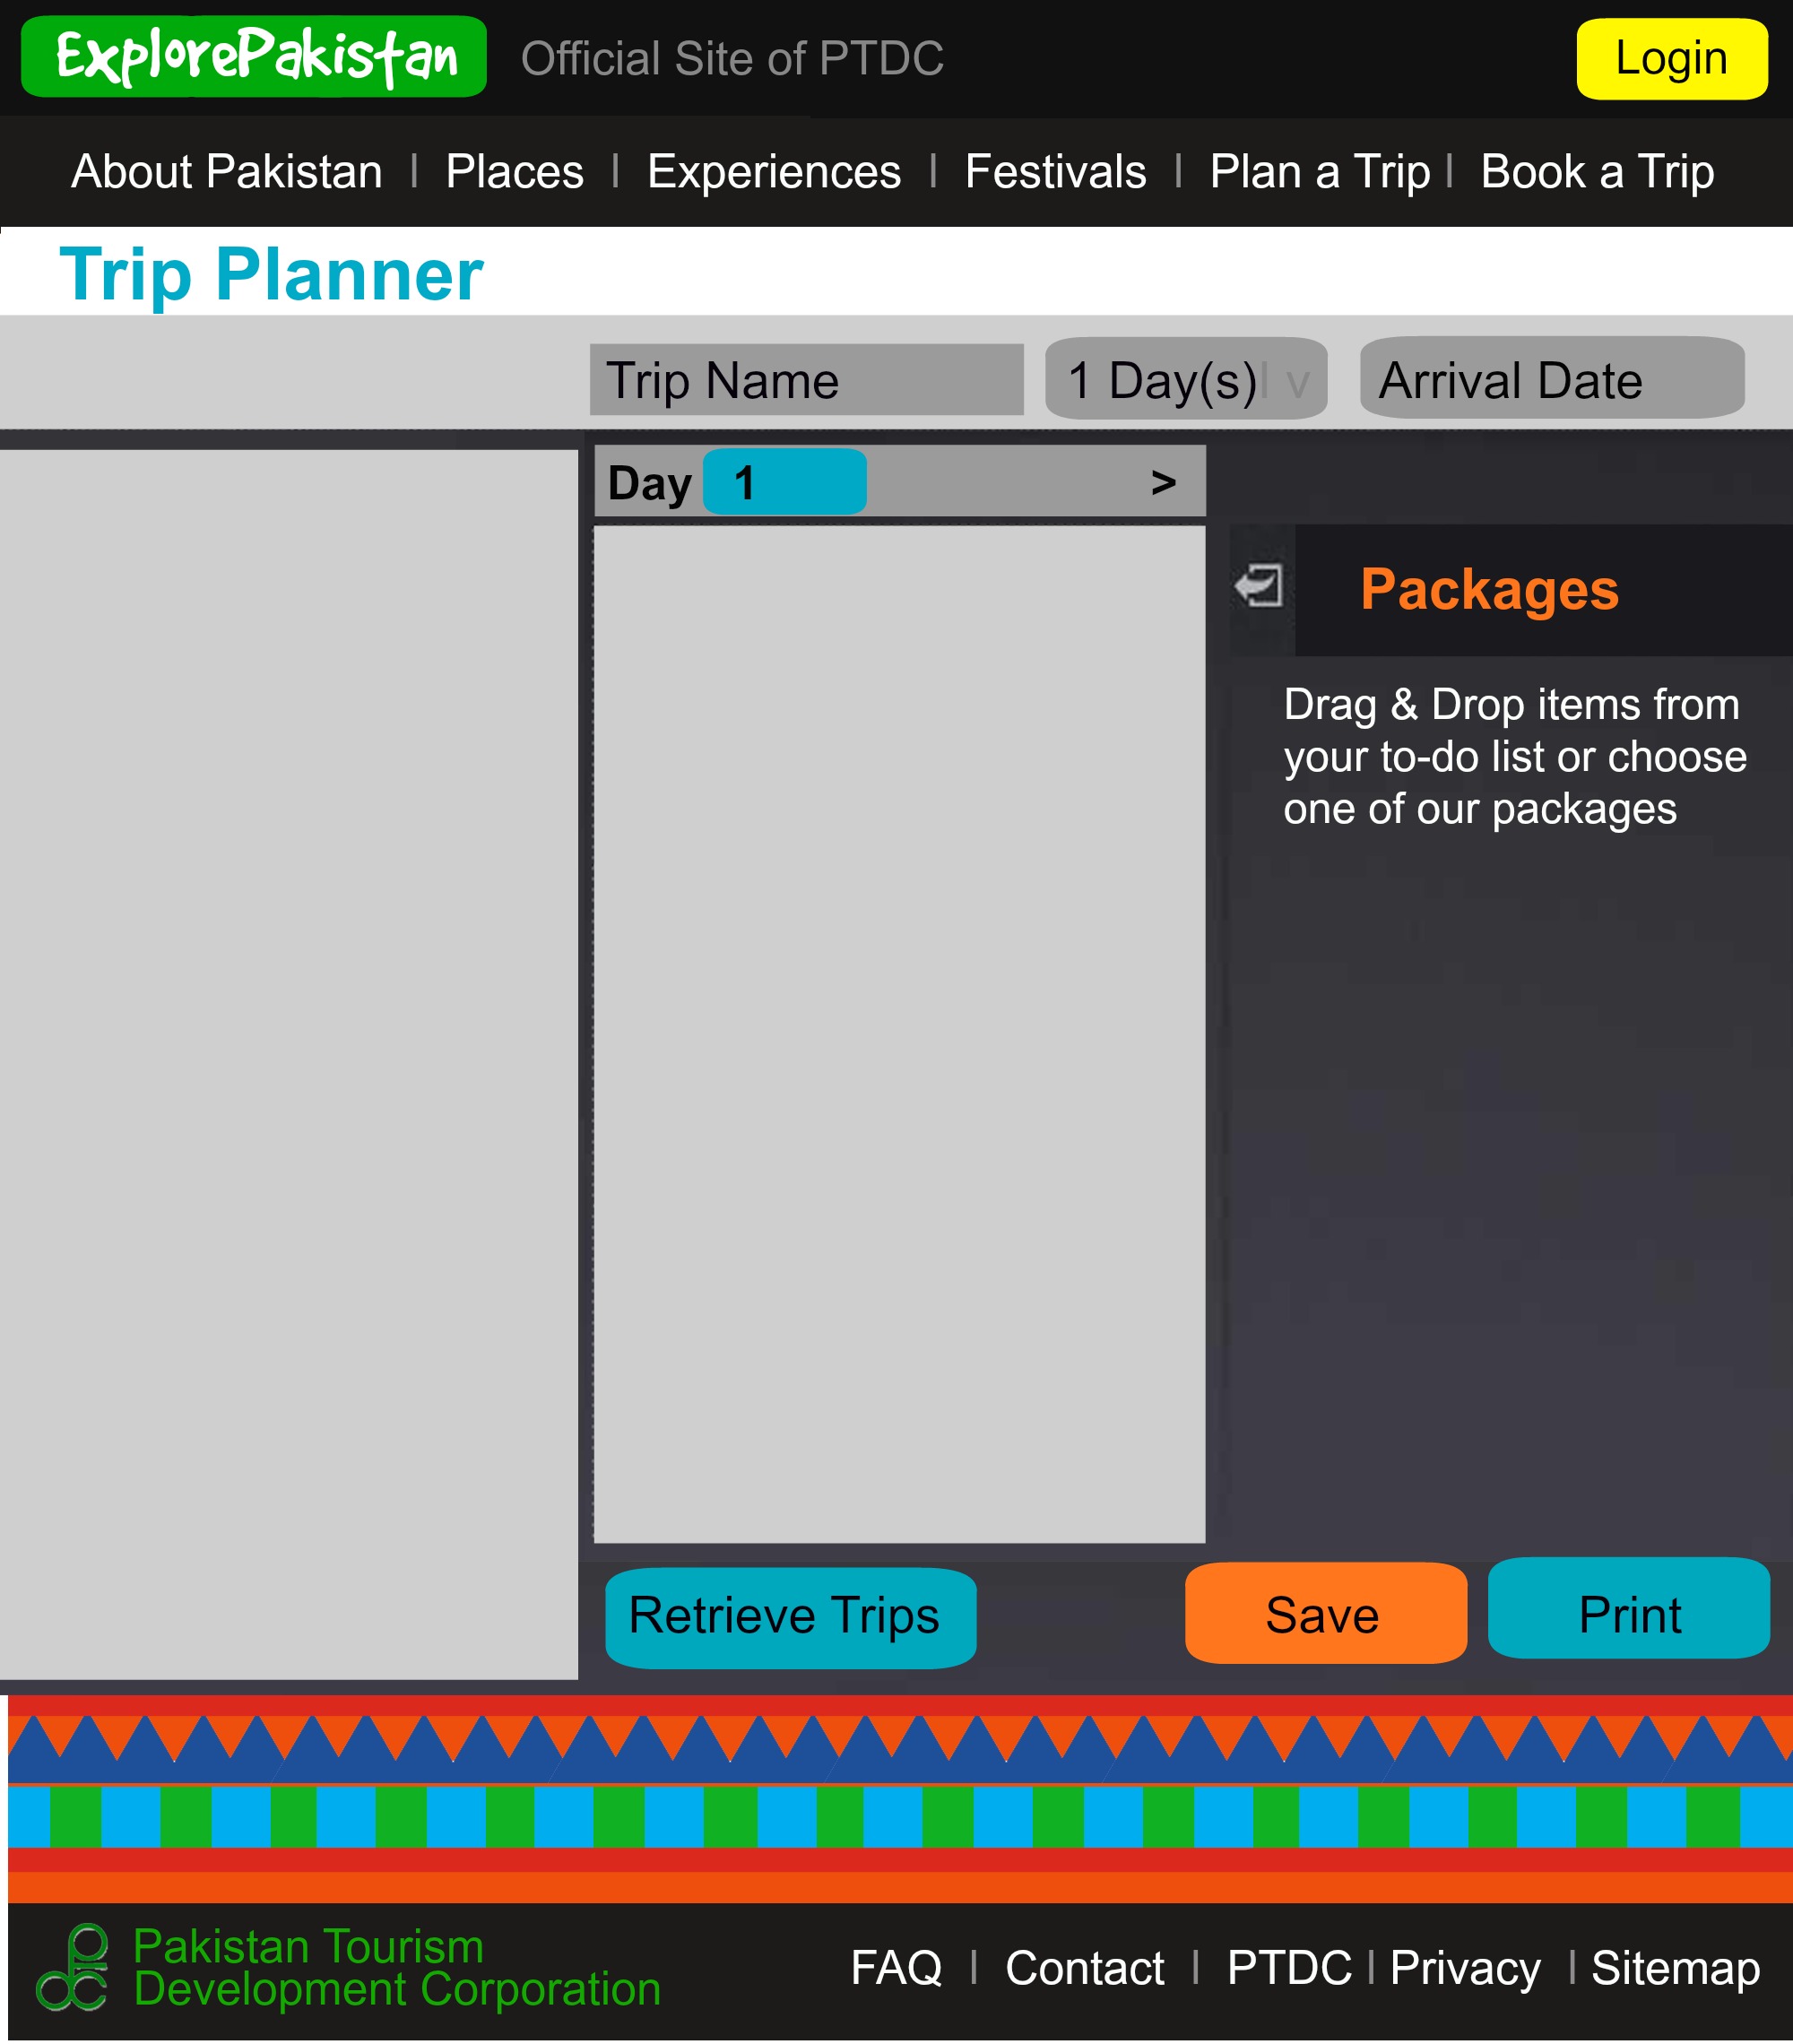 ExplorePakistan Official Site of PTDC Login
About Pakistan | Places | Experiences | Festivals | Plan a Trip | Book a Trip
Trip Planner
Trip Name 1 Day(s) | v Arrival Date
Day 1 >
Packages
Drag & Drop items from
your to-do list or choose
one of our packages
Retrieve Trips Save Print
Pakistan Tourism
Development Corporation
FAQ | Contact | PTDC | Privacy | Sitemap